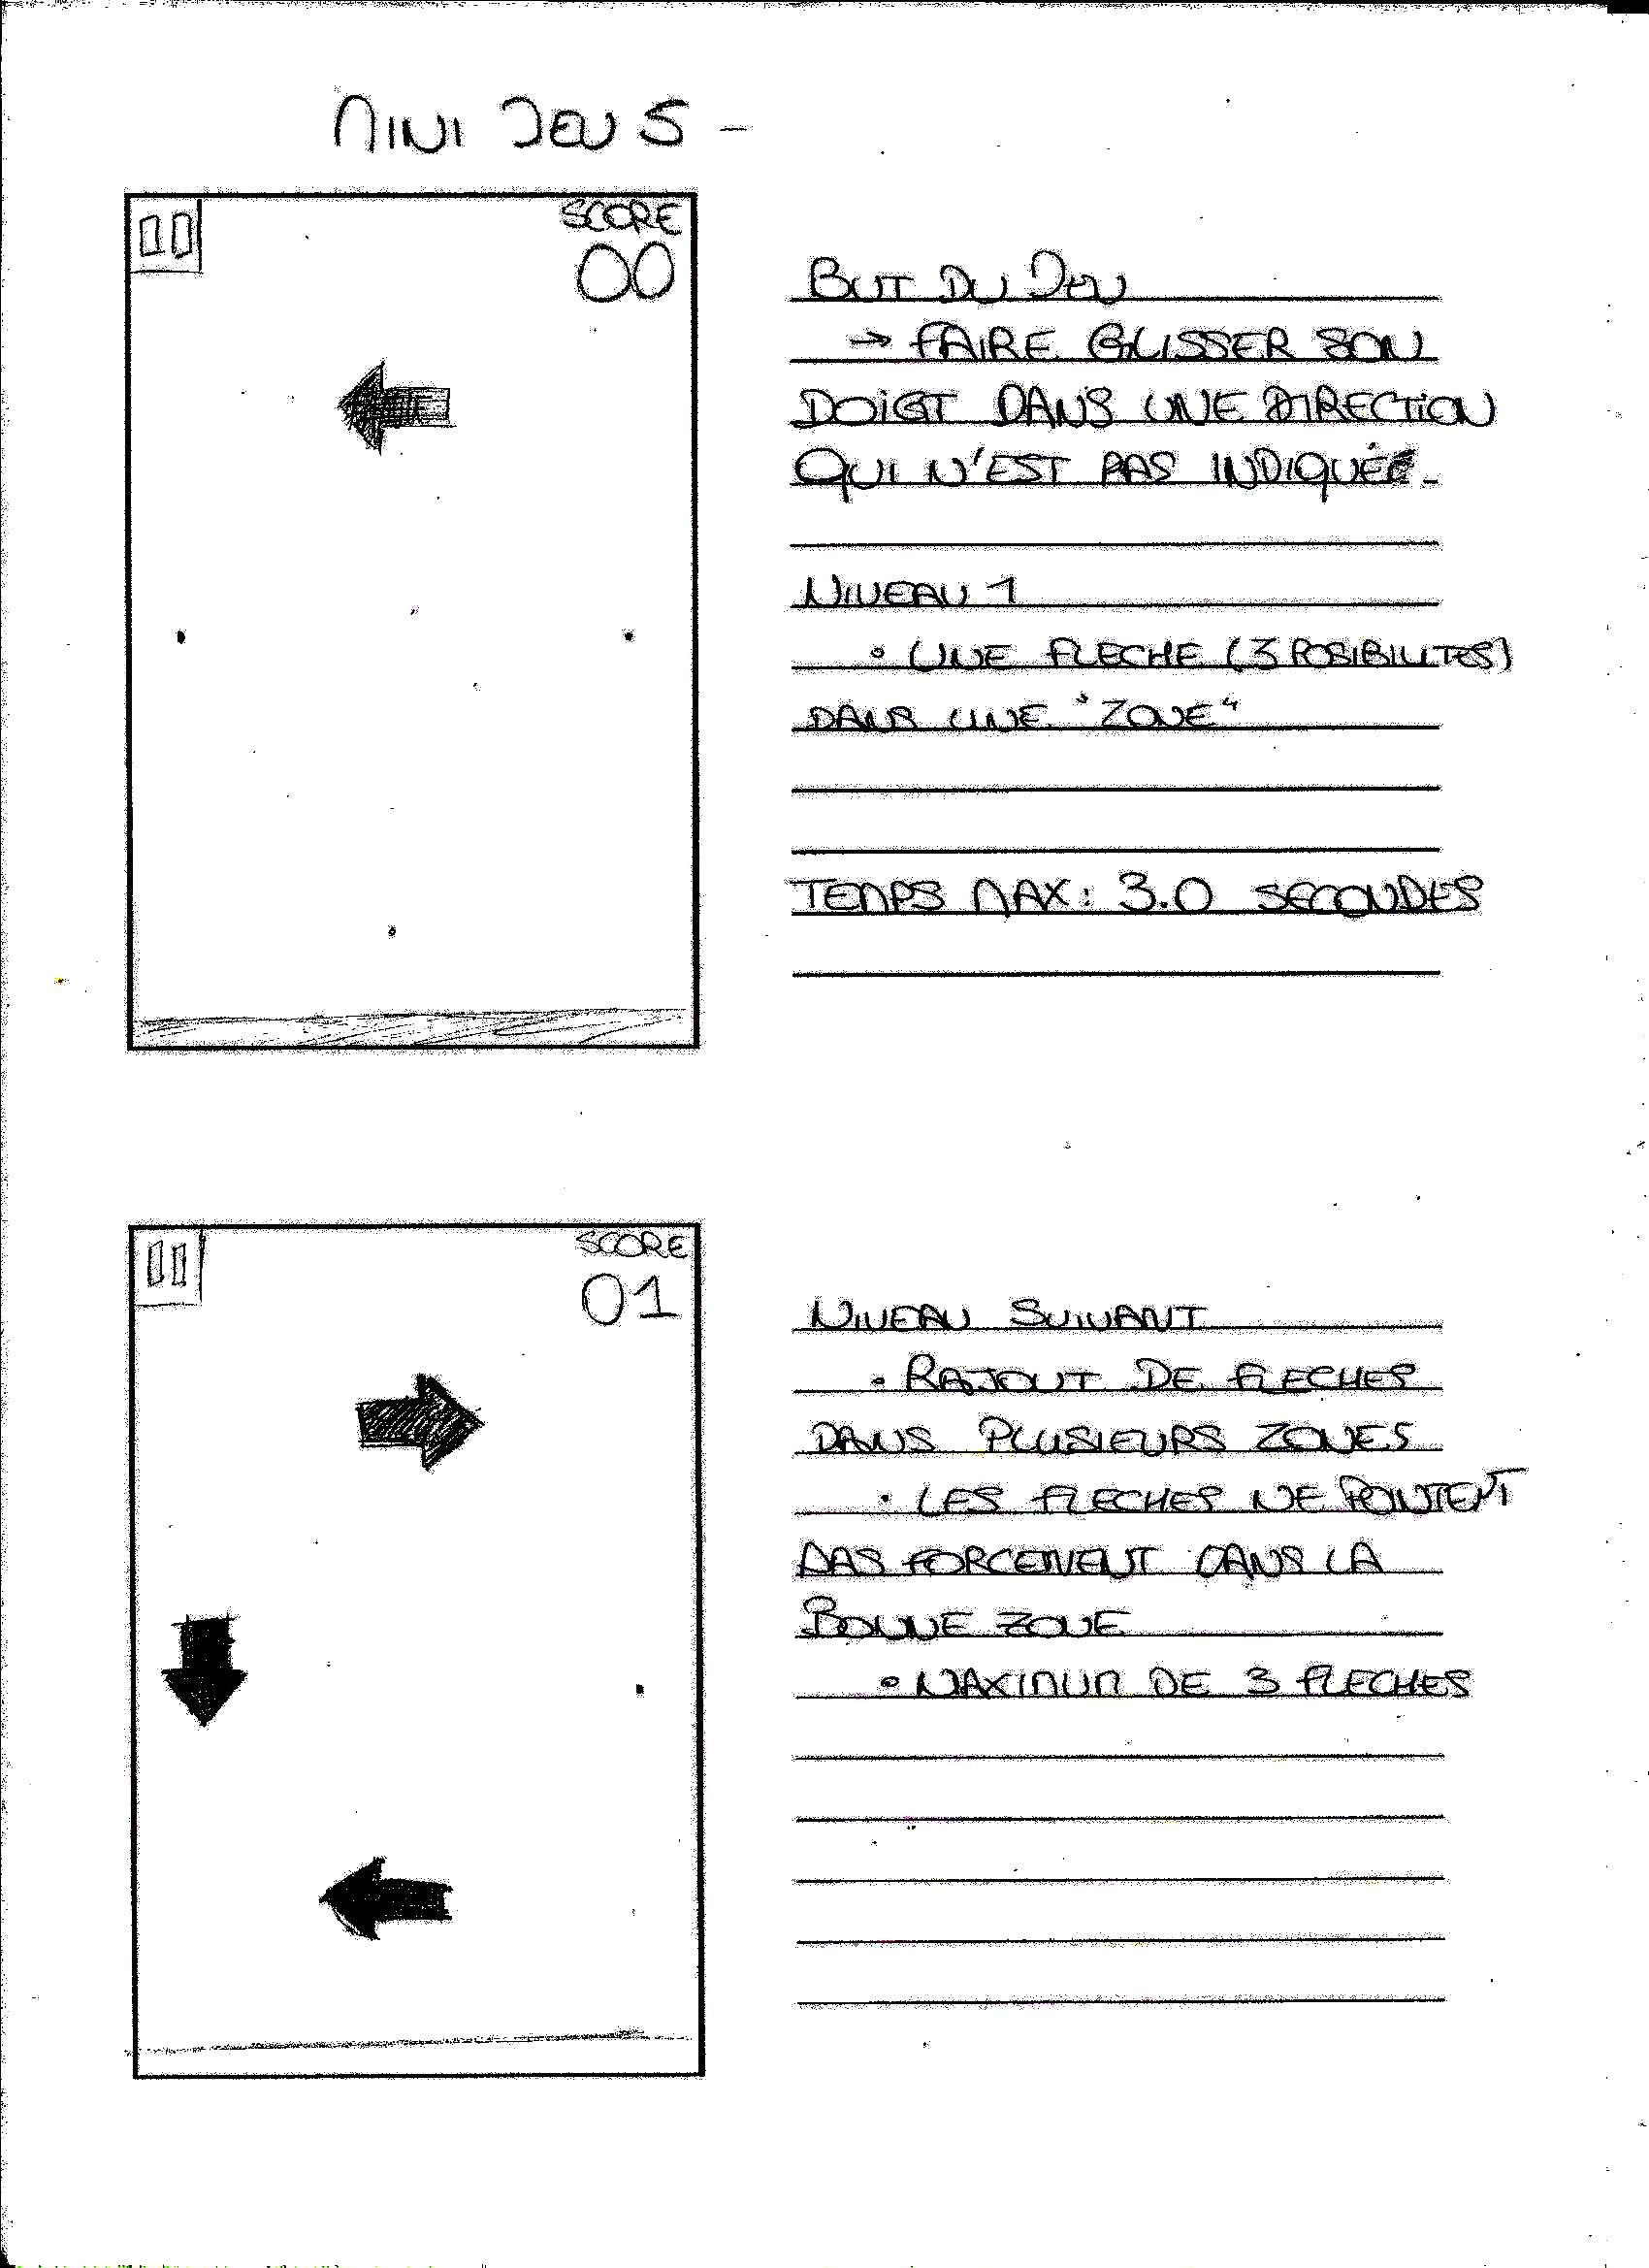 MINI JEU 5 -
SCORE
00
BUT DU JEU
→ FAIRE GLISSER SON
DOIGT DANS UNE DIRECTION
QUI N'EST PAS INDIQUÉE.
NIVEAU 1
• UNE FLECHE (3 POSIBILITES)
DANS UNE "ZONE"
TEMPS MAX: 3.0 SECONDES
SCORE
01
NIVEAU SUIVANT
• RAJOUT DE FLECHES
DANS PLUSIEURS ZONES
• LES FLECHES NE POINTENT
PAS FORCEMENT DANS LA
BONNE ZONE
• MAXIMUM DE 3 FLECHES